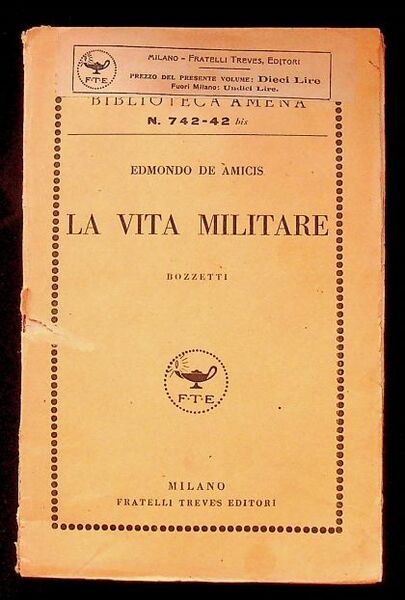 MILANO - FRATELLI TREVES, EDITORI
PREZZO DEL PRESENTE VOLUME: Dieci Lire
Fuori Milano: Undici Lire.
F·T·E
BIBLIOTECA AMENA
N. 742-42 bis
EDMONDO DE AMICIS
LA VITA MILITARE
BOZZETTI
F·T·E
MILANO
FRATELLI TREVES EDITORI